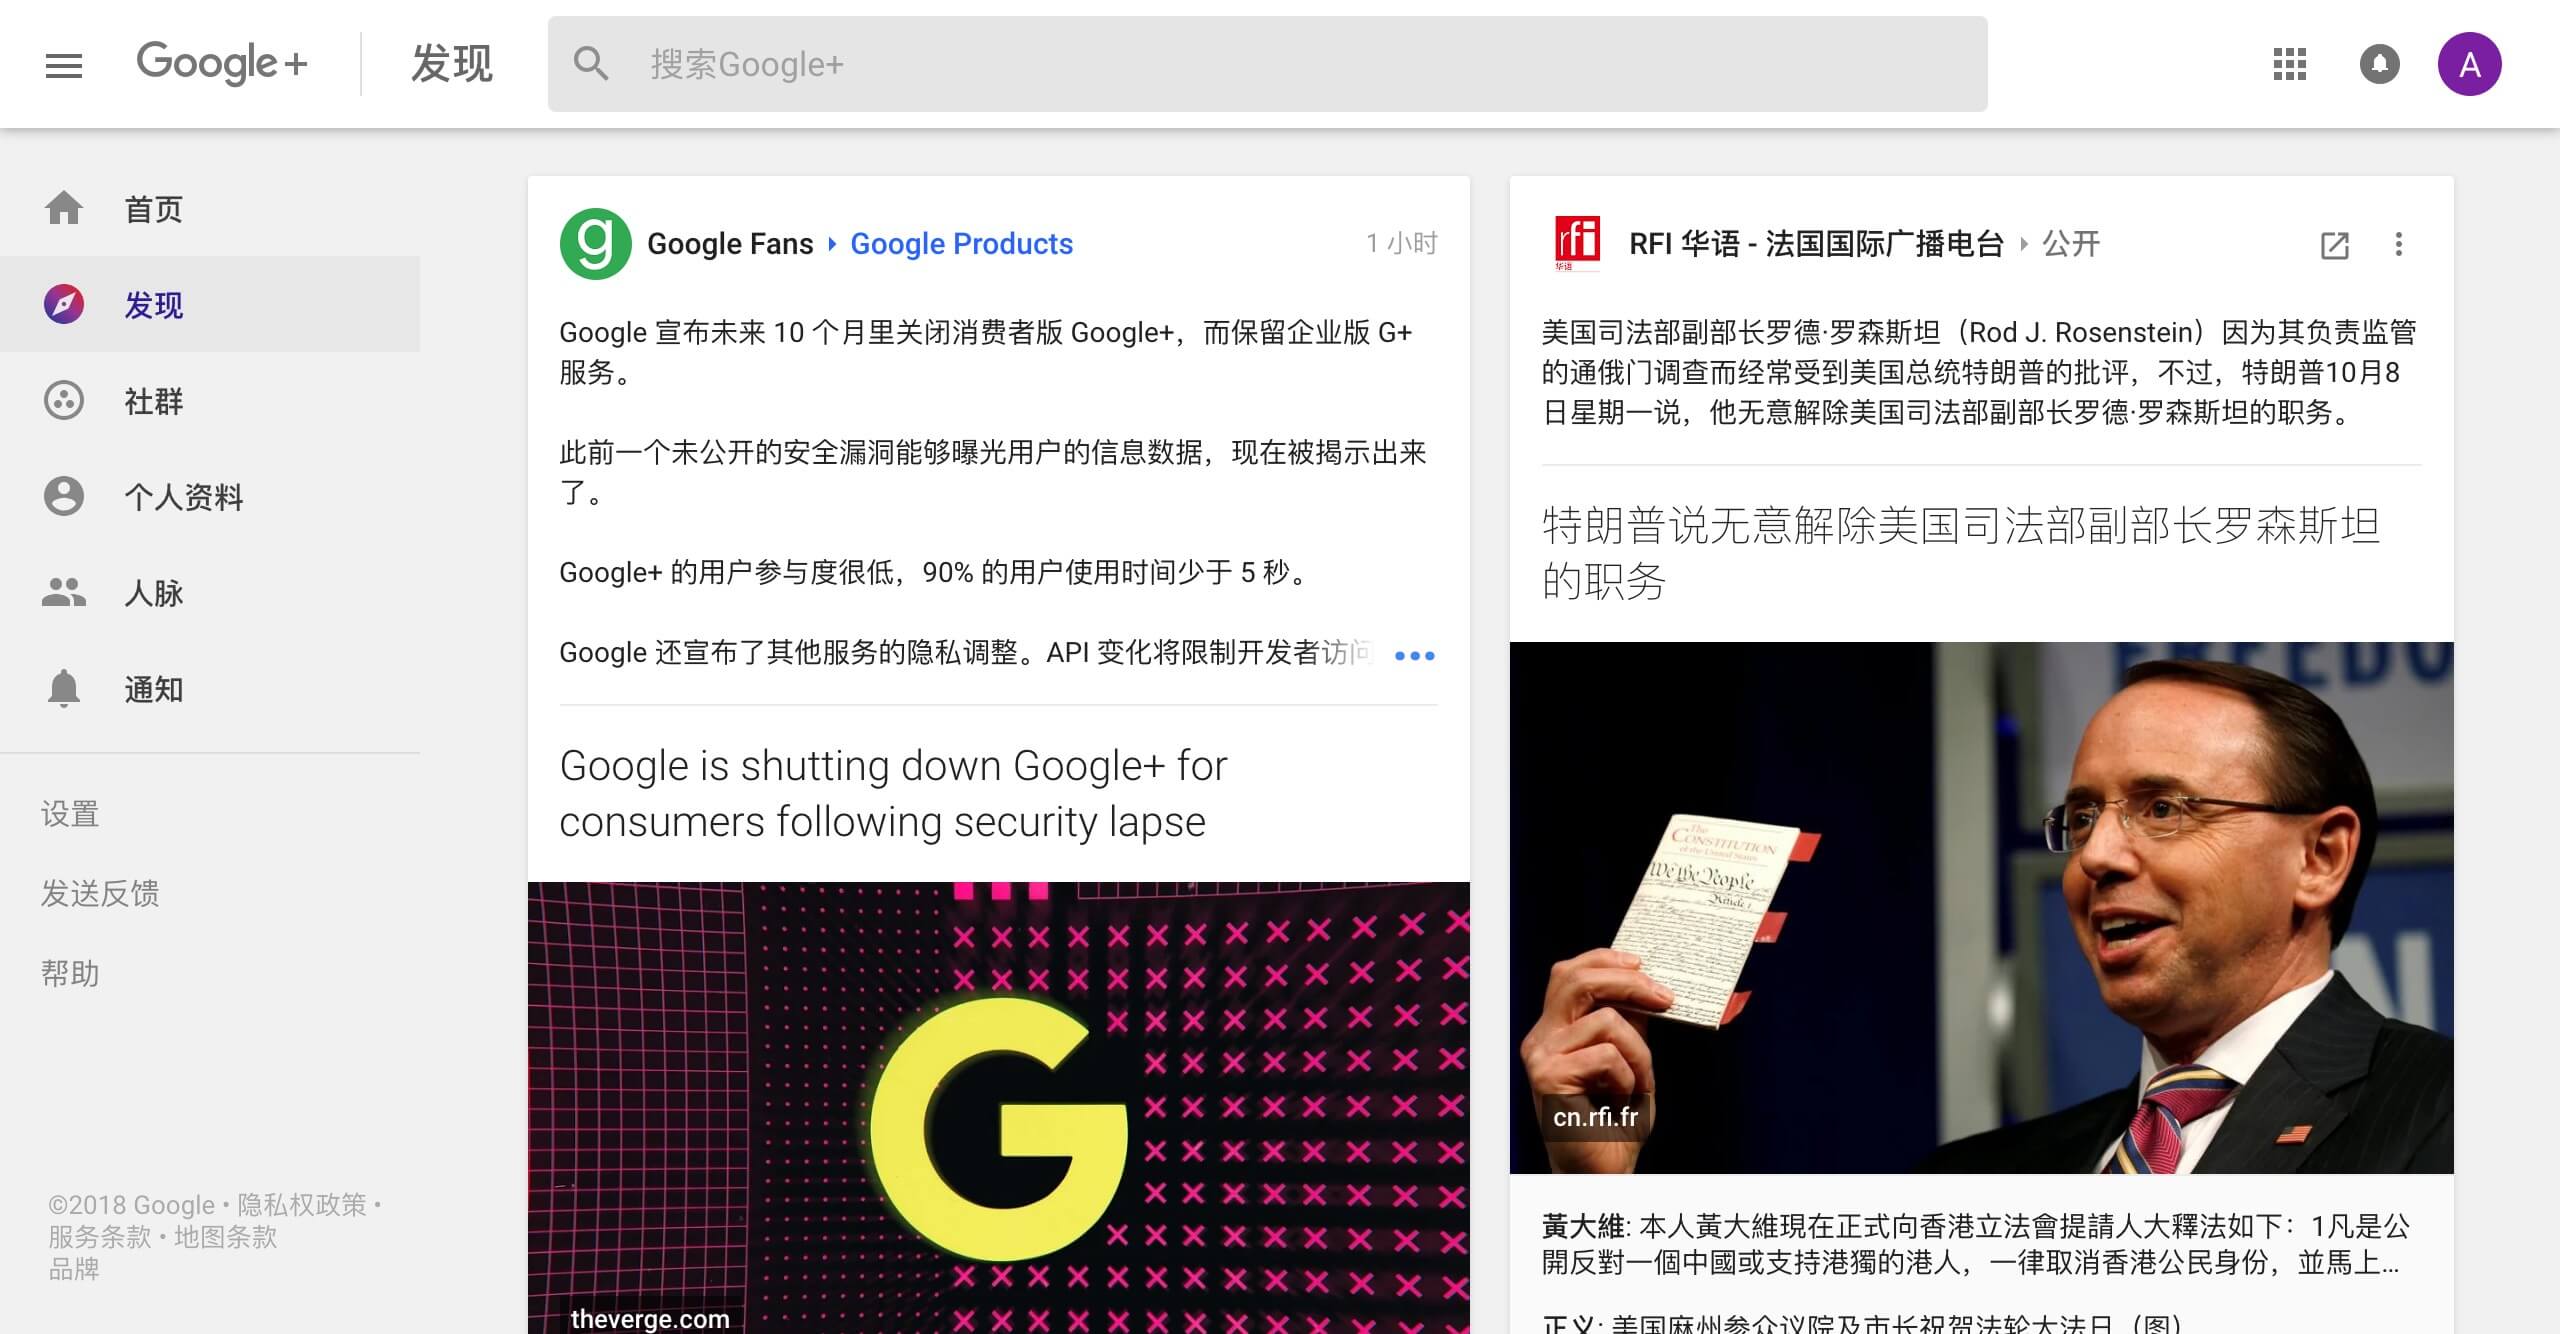 Google+
发现
搜索Google+
A
首页
发现
社群
个人资料
人脉
通知
设置
发送反馈
帮助
©2018 Google • 隐私权政策 •
服务条款 • 地图条款
品牌
g
Google Fans
Google Products
1 小时
Google 宣布未来 10 个月里关闭消费者版 Google+，而保留企业版 G+
服务。
此前一个未公开的安全漏洞能够曝光用户的信息数据，现在被揭示出来
了。
Google+ 的用户参与度很低，90% 的用户使用时间少于 5 秒。
Google 还宣布了其他服务的隐私调整。API 变化将限制开发者访问
Google is shutting down Google+ for
consumers following security lapse
G
theverge.com
rfi
华语
RFI 华语 - 法国国际广播电台
公开
美国司法部副部长罗德·罗森斯坦（Rod J. Rosenstein）因为其负责监管
的通俄门调查而经常受到美国总统特朗普的批评，不过，特朗普10月8
日星期一说，他无意解除美国司法部副部长罗德·罗森斯坦的职务。
特朗普说无意解除美国司法部副部长罗森斯坦
的职务
FREEDO
The
CONSTITUTION
of the United States
We the People
Article 1
cn.rfi.fr
黃大維: 本人黃大維現在正式向香港立法會提請人大釋法如下：1凡是公
開反對一個中國或支持港獨的港人，一律取消香港公民身份，並馬上...
正义: 美国麻州参众议院及市长祝贺法轮大法日（图）